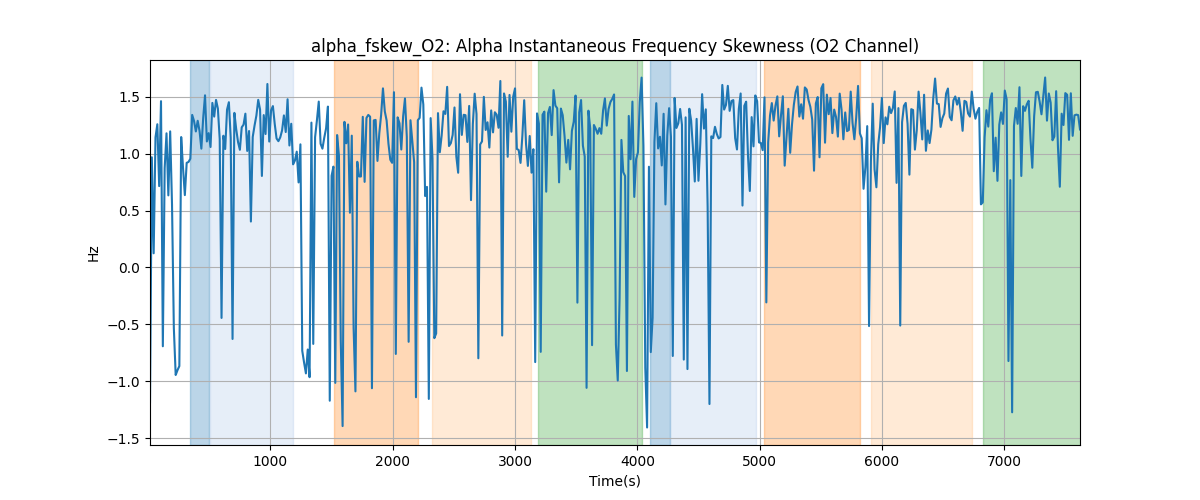 alpha_fskew_O2: Alpha Instantaneous Frequency Skewness (O2 Channel)
1.5
1.0
0.5
0.0
−0.5
−1.0
−1.5
Hz
1000 2000 3000 4000 5000 6000 7000
Time(s)